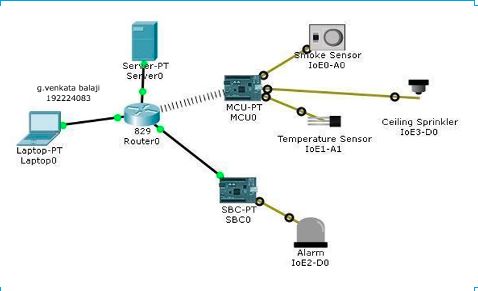 Smoke Sensor
IoE0-A0
Server-PT
Server0
g.venkata balaji
192224083
MCU-PT
MCU0
Ceiling Sprinkler
IoE3-D0
829
Router0
Temperature Sensor
IoE1-A1
Laptop-PT
Laptop0
SBC-PT
SBC0
Alarm
IoE2-D0